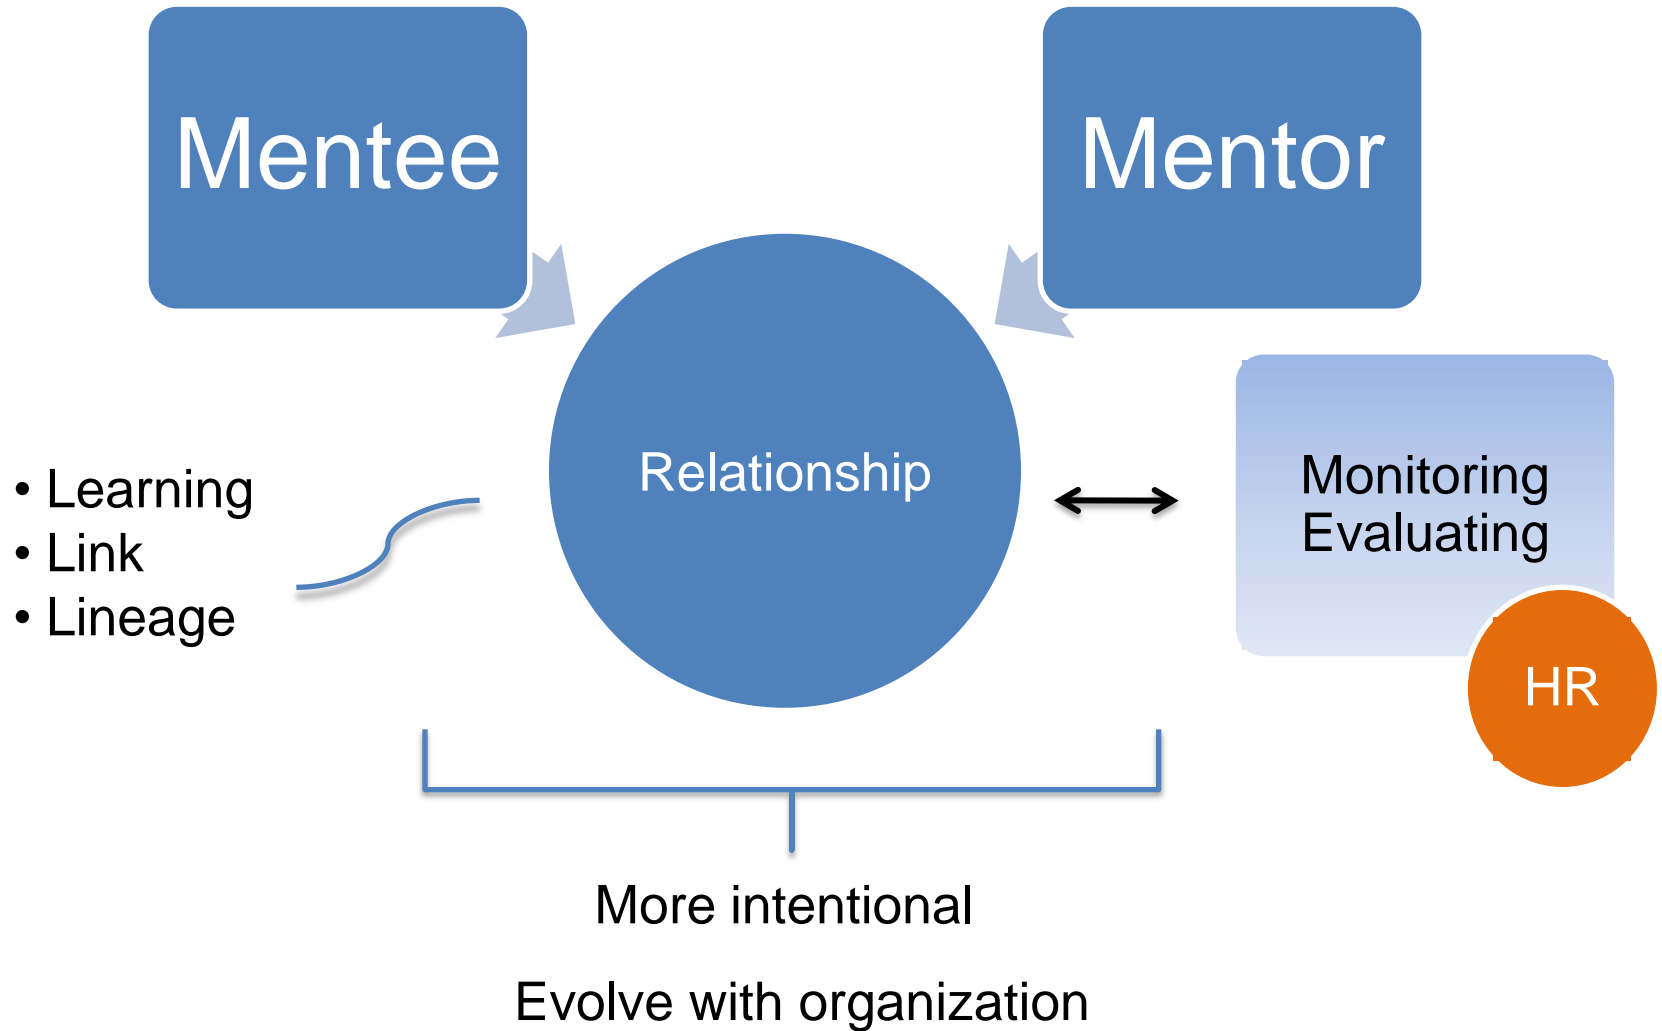 Mentee
Mentor
Relationship
• Learning
• Link
• Lineage
Monitoring
Evaluating
HR
More intentional
Evolve with organization